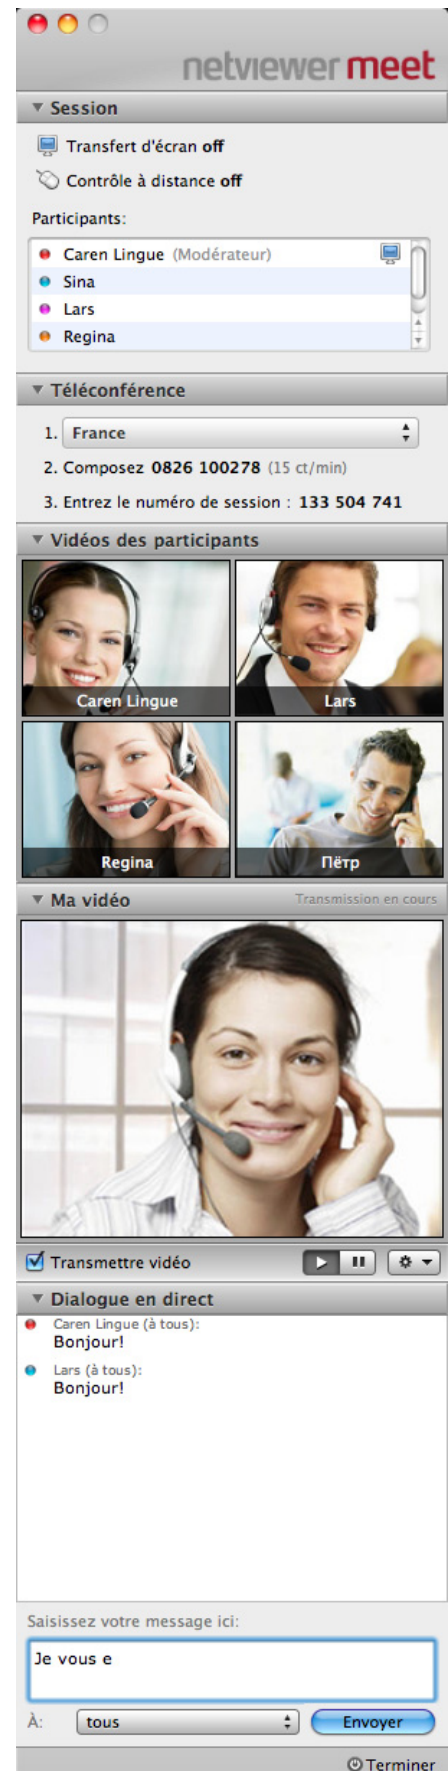 netviewer meet
Session
Transfert d'écran off
Contrôle à distance off
Participants:
Caren Lingue (Modérateur)
Sina
Lars
Regina
Téléconférence
1. France
2. Composez 0826 100278 (15 ct/min)
3. Entrez le numéro de session : 133 504 741
Vidéos des participants
Caren Lingue
Lars
Regina
Пётр
Ma vidéo Transmission en cours
Transmettre vidéo
Dialogue en direct
Caren Lingue (à tous):
Bonjour!
Lars (à tous):
Bonjour!
Saisissez votre message ici:
Je vous e
À: tous Envoyer
Terminer